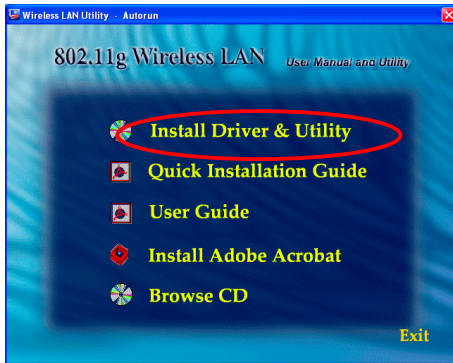 Wireless LAN Utility - Autorun
802.11g Wireless LAN User Manual and Utility
Install Driver & Utility
Quick Installation Guide
User Guide
Install Adobe Acrobat
Browse CD
Exit